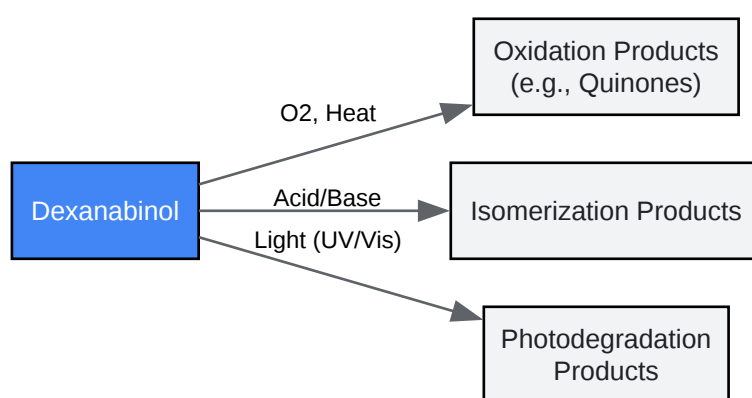 Oxidation Products
(e.g., Quinones)
O2, Heat
Dexanabinol
Acid/Base
Isomerization Products
Light (UV/Vis)
Photodegradation
Products